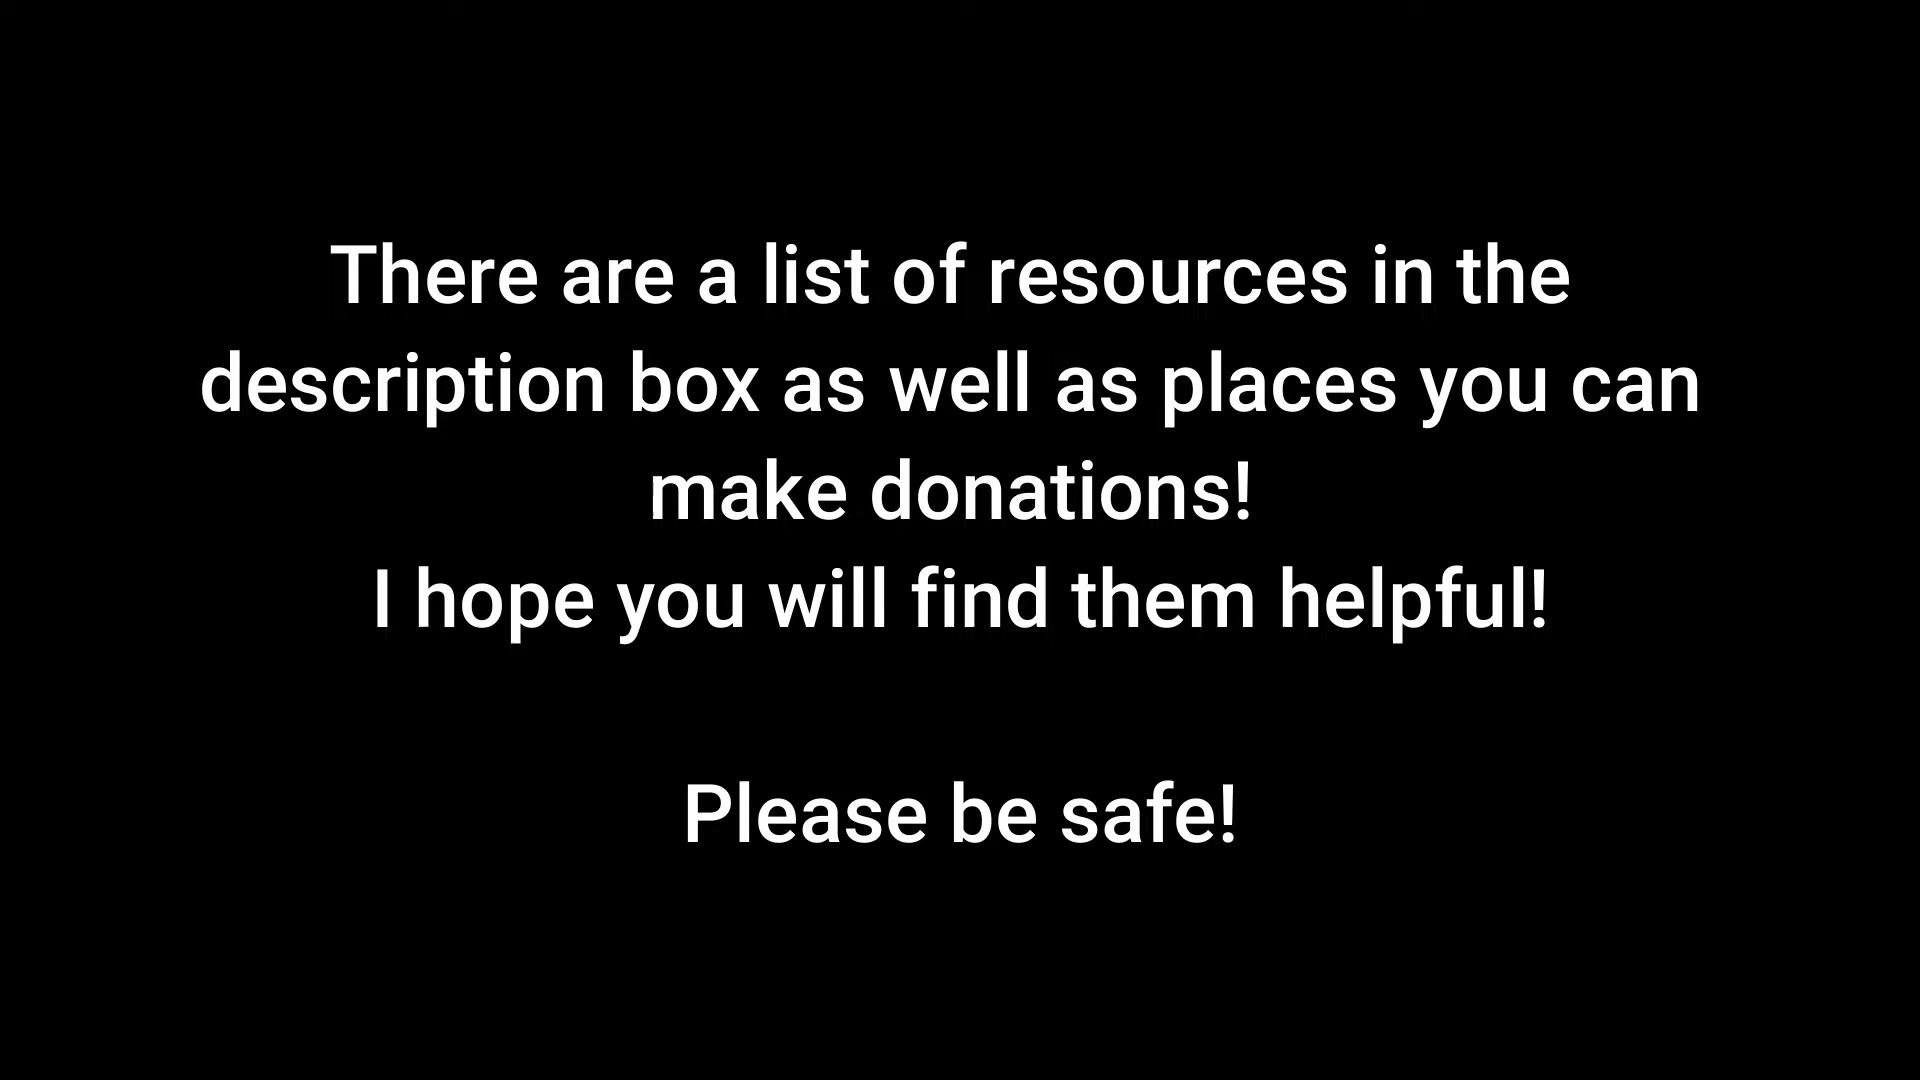 There are a list of resources in the
description box as well as places you can
make donations!
I hope you will find them helpful!
Please be safe!